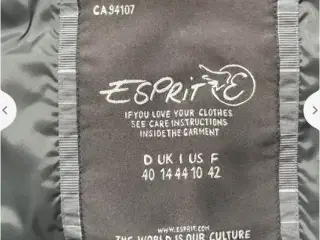 CA94107
ESPRIT
IF YOU LOVE YOUR CLOTHES
SEE CARE INSTRUCTIONS
INSIDE THE GARMENT
D UK I US F
40 14 44 10 42
WWW.ESPRIT.COM
THE WORLD IS OUR CULTURE